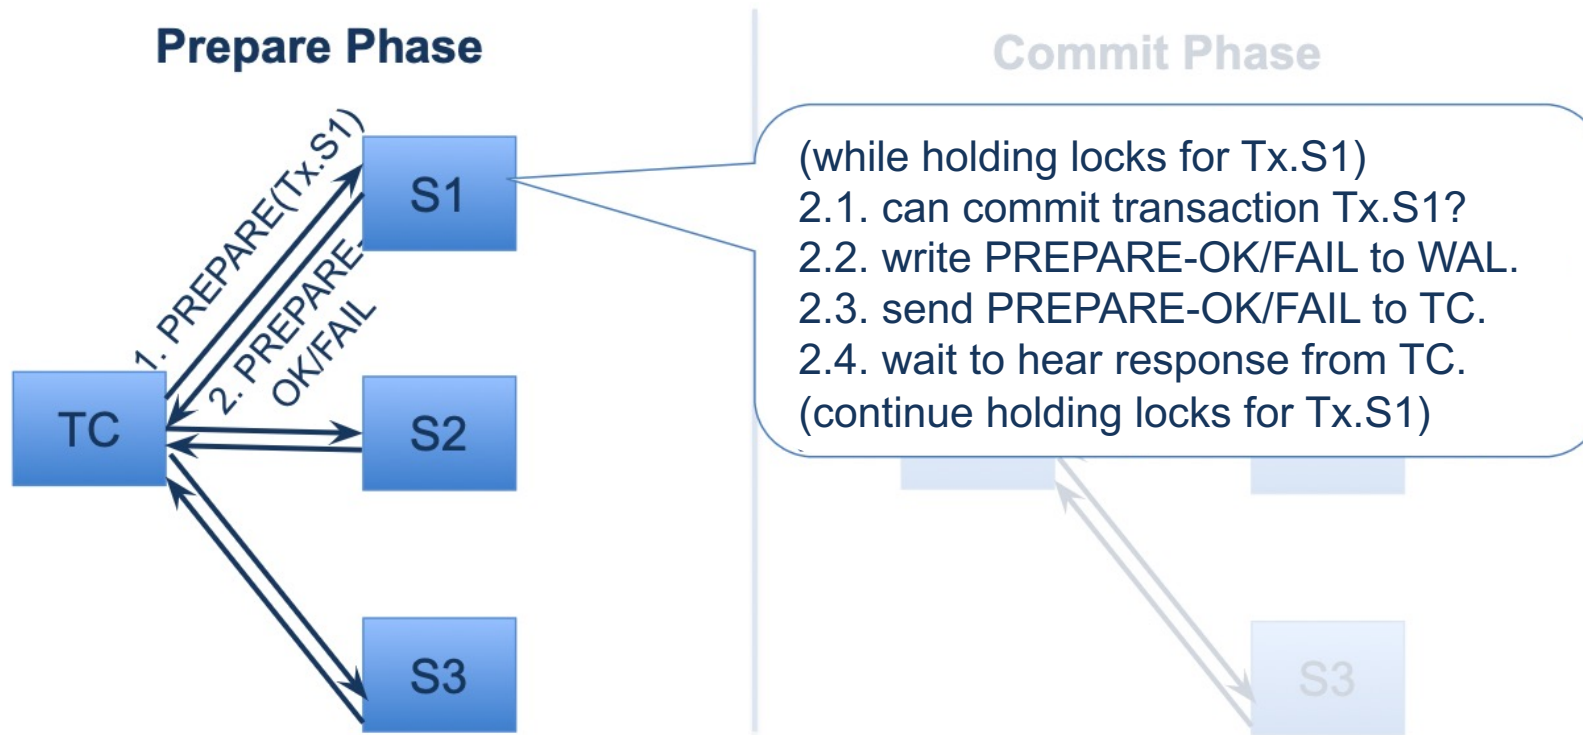 Prepare Phase
Commit Phase
1. PREPARE(Tx.S1)
2. PREPARE-
OK/FAIL
TC
S1
S2
S3
(while holding locks for Tx.S1)
2.1. can commit transaction Tx.S1?
2.2. write PREPARE-OK/FAIL to WAL.
2.3. send PREPARE-OK/FAIL to TC.
2.4. wait to hear response from TC.
(continue holding locks for Tx.S1)
S3